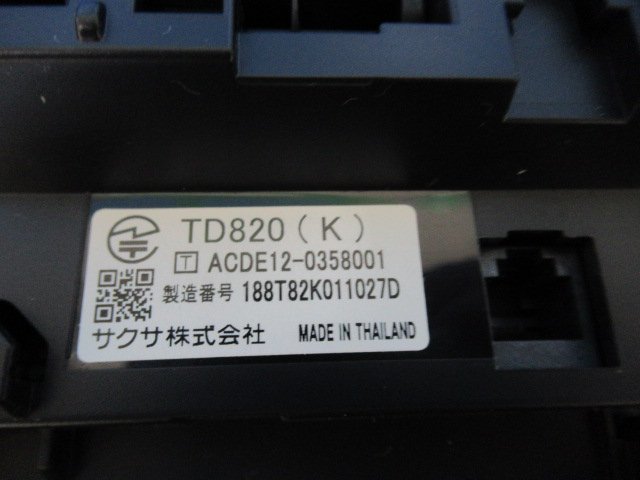 TD820(K)
T ACDE12-0358001
製造番号 188T82K011027D
サクサ株式会社 MADE IN THAILAND